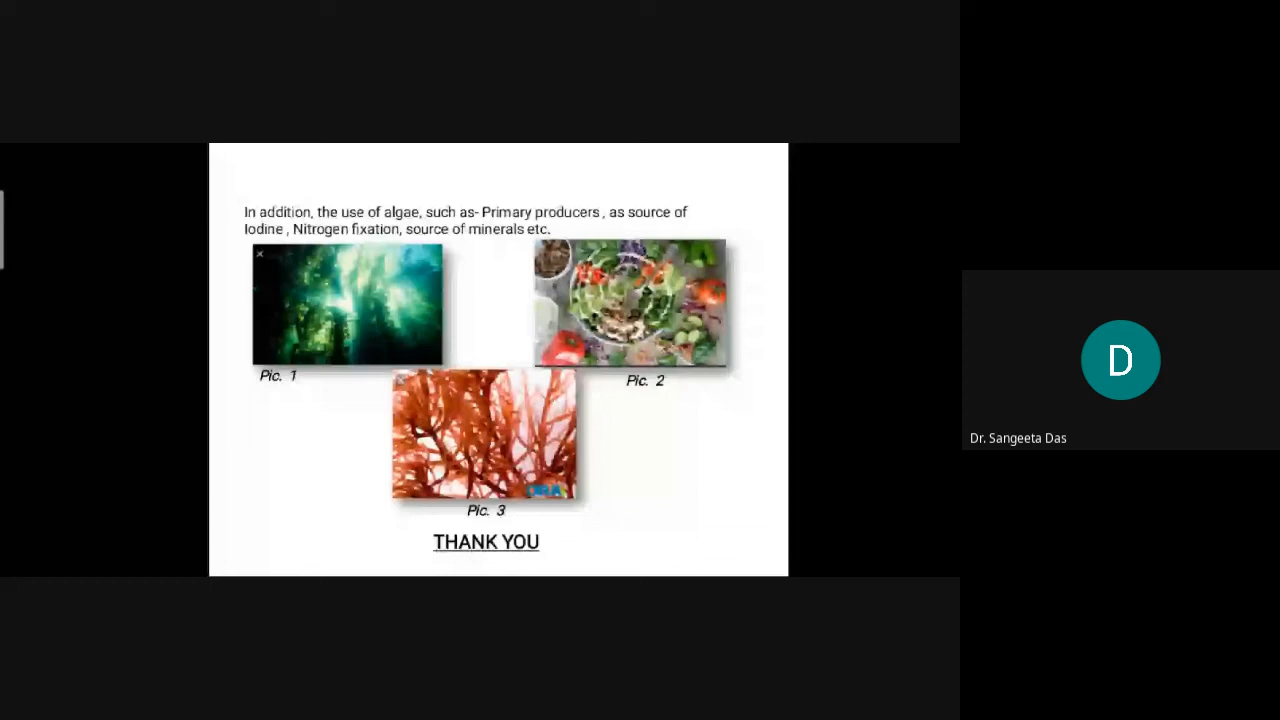 In addition, the use of algae, such as- Primary producers , as source of
Iodine , Nitrogen fixation, source of minerals etc.
Pic. 1
Pic. 2
Pic. 3
THANK YOU
D
Dr. Sangeeta Das